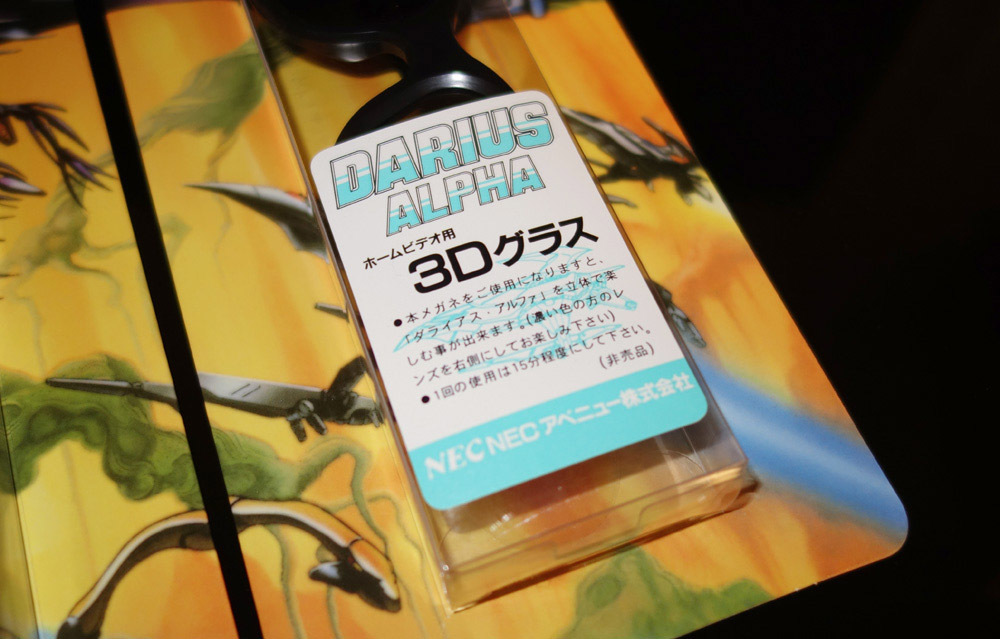 DARIUS
ALPHA
ホームビデオ用
3Dグラス
●本メガネをご使用になりますと、
「ダライアス・アルファ」を立体で楽
しむ事が出来ます。(濃い色の方のレ
ンズを右側にしてお楽しみ下さい)
●1回の使用は15分程度にして下さい。
(非売品)
NEC NECアベニュー株式会社